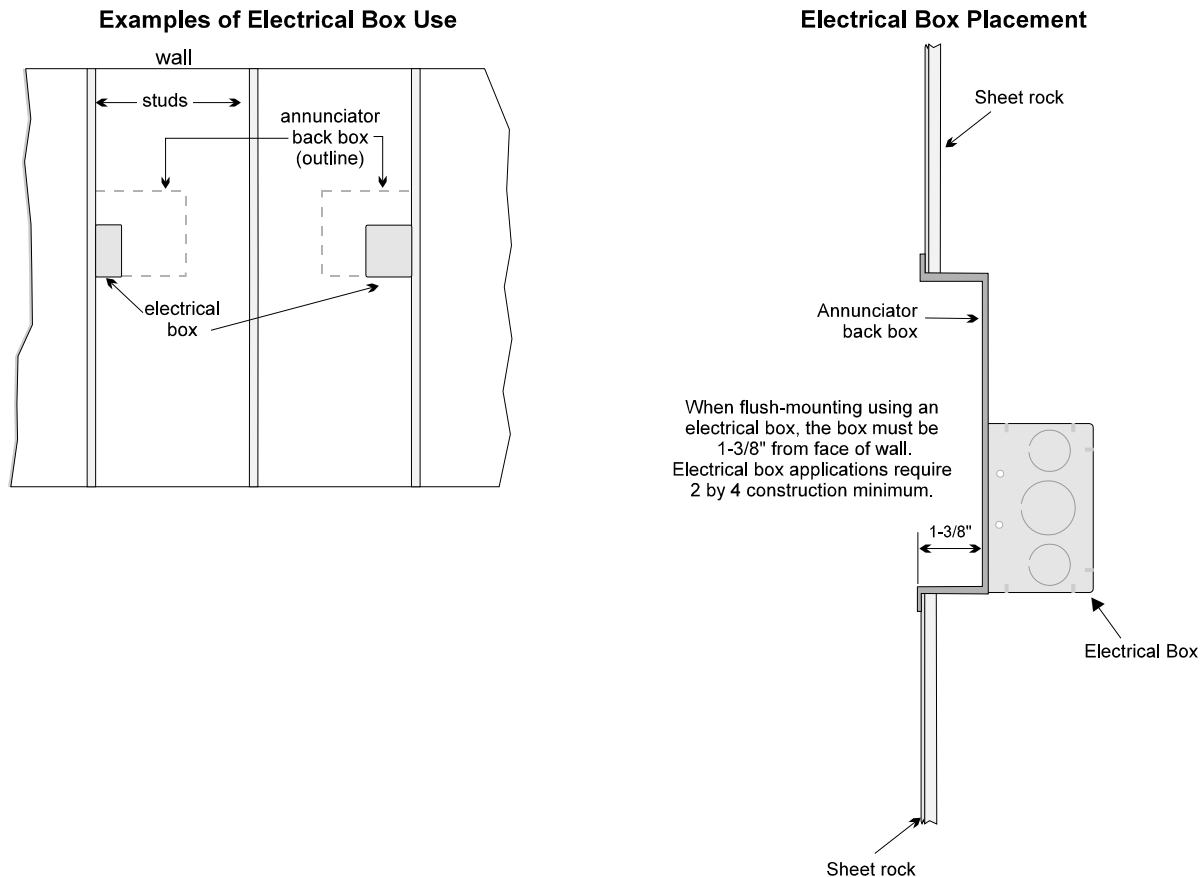 Examples of Electrical Box Use
wall
studs
annunciator
back box
(outline)
electrical
box
Electrical Box Placement
Sheet rock
Annunciator
back box
When flush-mounting using an
electrical box, the box must be
1-3/8" from face of wall.
Electrical box applications require
2 by 4 construction minimum.
1-3/8"
Electrical Box
Sheet rock